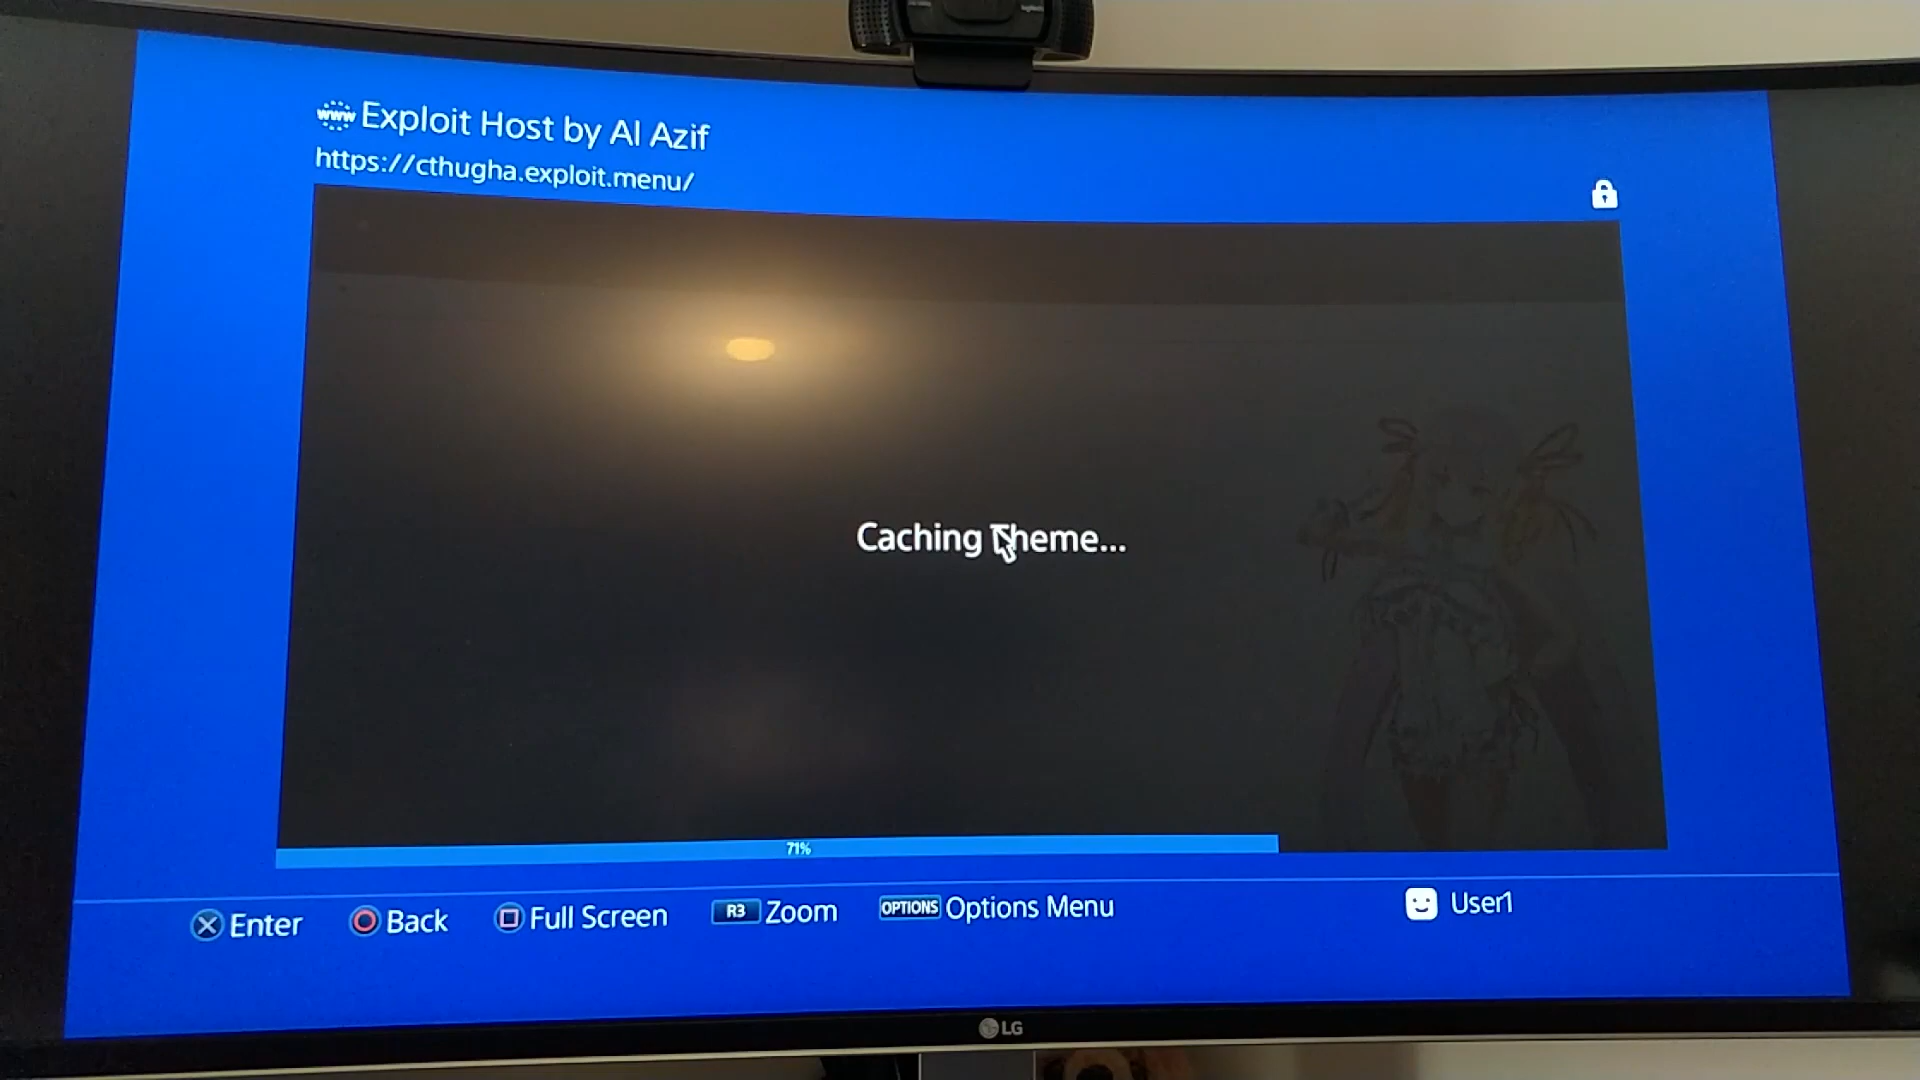 www Exploit Host by Al Azif
https://cthugha.exploit.menu/
Caching Theme...
71%
Enter Back Full Screen R3 Zoom OPTIONS Options Menu User1
LG